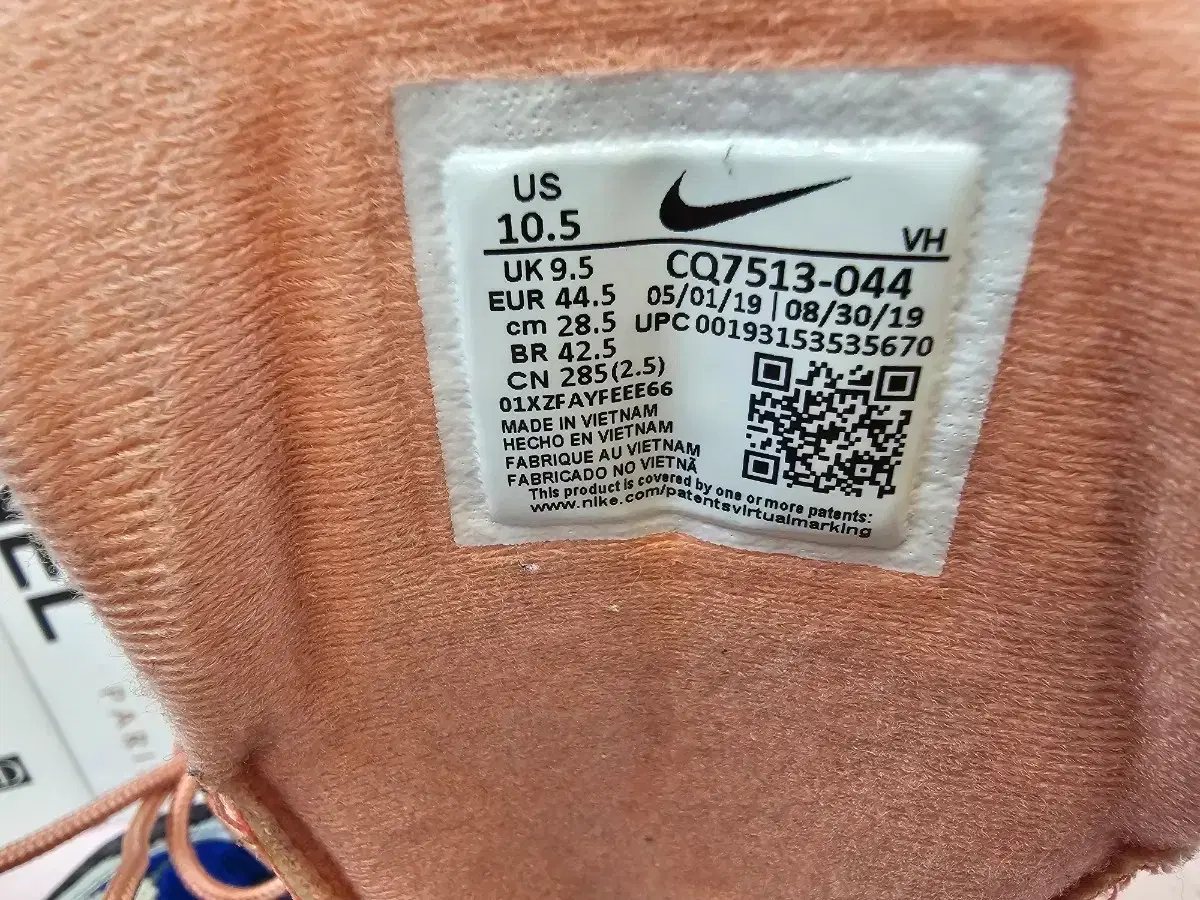 US
10.5
VH
UK 9.5
CQ7513-044
EUR 44.5
05/01/19 | 08/30/19
cm 28.5
UPC 00193153535670
BR 42.5
CN 285(2.5)
01XZFAYFEEE66
MADE IN VIETNAM
HECHO EN VIETNAM
FABRIQUE AU VIETNAM
FABRICADO NO VIETNÃ
This product is covered by one or more patents:
www.nike.com/patentsvirtualmarking
EL
PARI